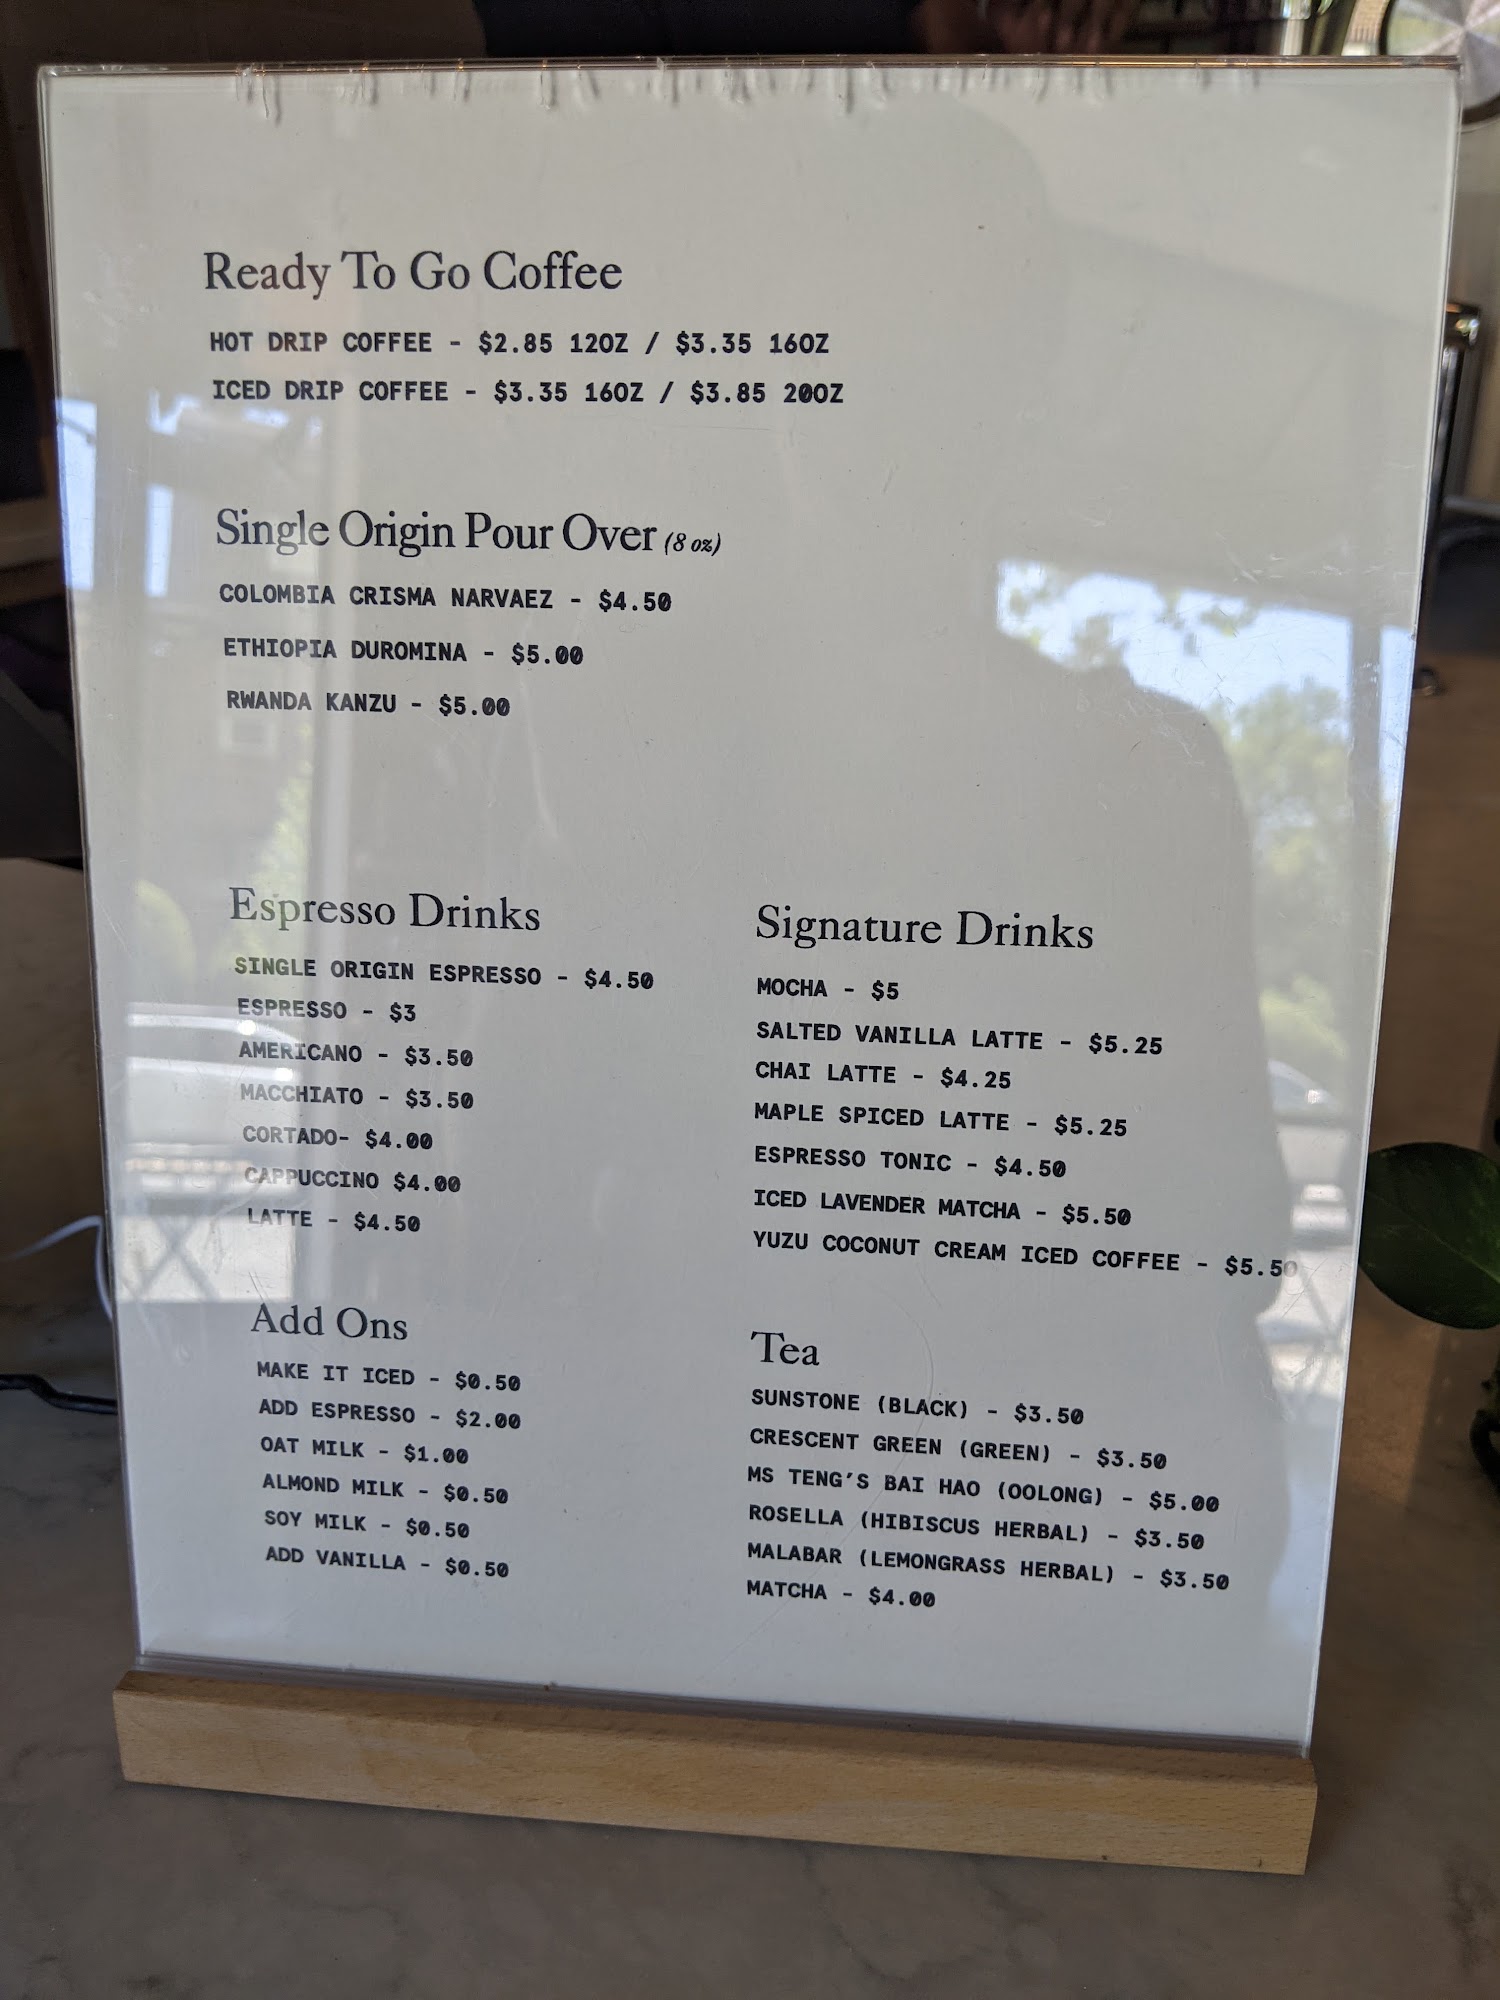 Ready To Go Coffee
HOT DRIP COFFEE - $2.85 12OZ / $3.35 16OZ
ICED DRIP COFFEE - $3.35 16OZ / $3.85 20OZ
Single Origin Pour Over (8 oz)
COLOMBIA CRISMA NARVAEZ - $4.50
ETHIOPIA DUROMINA - $5.00
RWANDA KANZU - $5.00
Espresso Drinks
SINGLE ORIGIN ESPRESSO - $4.50
ESPRESSO - $3
AMERICANO - $3.50
MACCHIATO - $3.50
CORTADO- $4.00
CAPPUCCINO $4.00
LATTE - $4.50
Signature Drinks
MOCHA - $5
SALTED VANILLA LATTE - $5.25
CHAI LATTE - $4.25
MAPLE SPICED LATTE - $5.25
ESPRESSO TONIC - $4.50
ICED LAVENDER MATCHA - $5.50
YUZU COCONUT CREAM ICED COFFEE - $5.50
Add Ons
MAKE IT ICED - $0.50
ADD ESPRESSO - $2.00
OAT MILK - $1.00
ALMOND MILK - $0.50
SOY MILK - $0.50
ADD VANILLA - $0.50
Tea
SUNSTONE (BLACK) - $3.50
CRESCENT GREEN (GREEN) - $3.50
MS TENG'S BAI HAO (OOLONG) - $5.00
ROSELLA (HIBISCUS HERBAL) - $3.50
MALABAR (LEMONGRASS HERBAL) - $3.50
MATCHA - $4.00